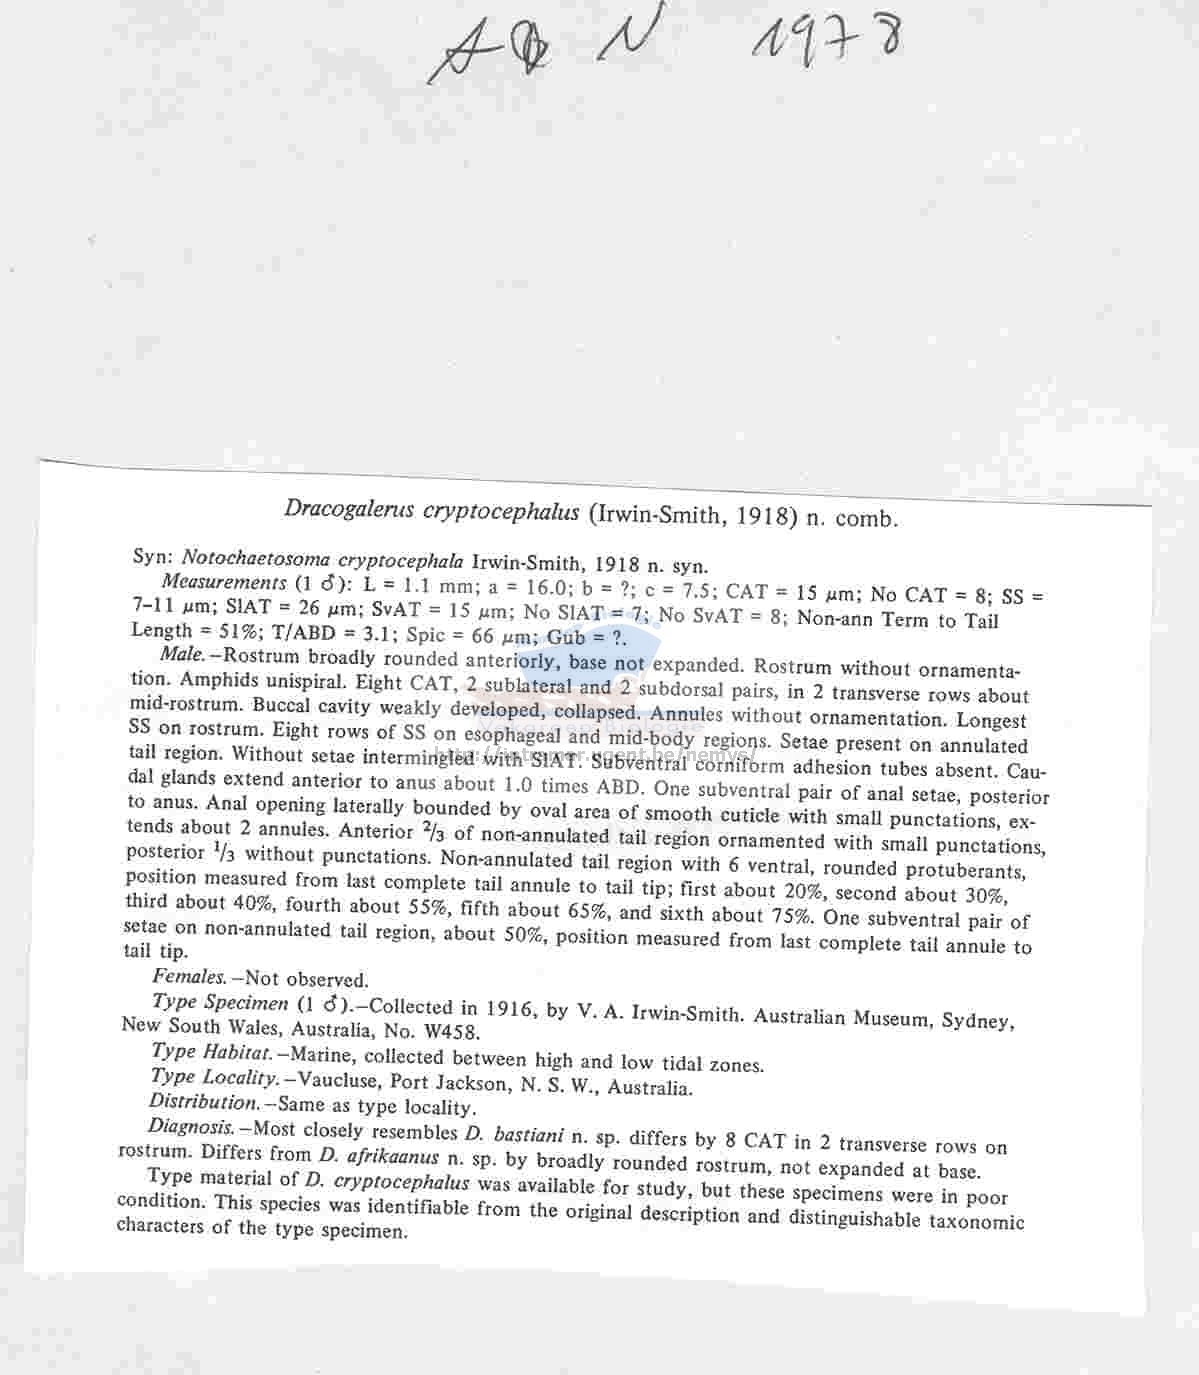 A & N 1978
Dracogalerus cryptocephalus (Irwin-Smith, 1918) n. comb.
Syn: Notochaetosoma cryptocephala Irwin-Smith, 1918 n. syn.
Measurements (1 ♂): L = 1.1 mm; a = 16.0; b = ?; c = 7.5; CAT = 15 μm; No CAT = 8; SS =
7–11 μm; SlAT = 26 μm; SvAT = 15 μm; No SlAT = 7; No SvAT = 8; Non-ann Term to Tail
Length = 51%; T/ABD = 3.1; Spic = 66 μm; Gub = ?.
Male.—Rostrum broadly rounded anteriorly, base not expanded. Rostrum without ornamenta-
tion. Amphids unispiral. Eight CAT, 2 sublateral and 2 subdorsal pairs, in 2 transverse rows about
mid-rostrum. Buccal cavity weakly developed, collapsed. Annules without ornamentation. Longest
SS on rostrum. Eight rows of SS on esophageal and mid-body regions. Setae present on annulated
tail region. Without setae intermingled with SlAT. Subventral corniform adhesion tubes absent. Cau-
http://intramar.ugent.be/nemys/
dal glands extend anterior to anus about 1.0 times ABD. One subventral pair of anal setae, posterior
to anus. Anal opening laterally bounded by oval area of smooth cuticle with small punctations, ex-
tends about 2 annules. Anterior 2/3 of non-annulated tail region ornamented with small punctations,
posterior 1/3 without punctations. Non-annulated tail region with 6 ventral, rounded protuberants,
position measured from last complete tail annule to tail tip; first about 20%, second about 30%,
third about 40%, fourth about 55%, fifth about 65%, and sixth about 75%. One subventral pair of
setae on non-annulated tail region, about 50%, position measured from last complete tail annule to
tail tip.
Females.—Not observed.
Type Specimen (1 ♂).—Collected in 1916, by V. A. Irwin-Smith. Australian Museum, Sydney,
New South Wales, Australia, No. W458.
Type Habitat.—Marine, collected between high and low tidal zones.
Type Locality.—Vaucluse, Port Jackson, N. S. W., Australia.
Distribution.—Same as type locality.
Diagnosis.—Most closely resembles D. bastiani n. sp. differs by 8 CAT in 2 transverse rows on
rostrum. Differs from D. afrikaanus n. sp. by broadly rounded rostrum, not expanded at base.
Type material of D. cryptocephalus was available for study, but these specimens were in poor
condition. This species was identifiable from the original description and distinguishable taxonomic
characters of the type specimen.